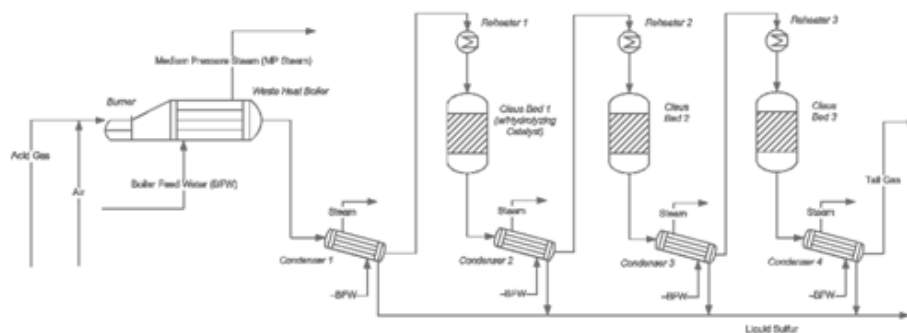 Reheater 1
Reheater 2
Reheater 3
Medium Pressure Steam (MP Steam)
Burner
Waste Heat Boiler
Claus Bed 1
(w/Hydrolyzing
Catalyst)
Claus
Bed 2
Claus
Bed 3
Acid Gas
Air
Boiler Feed Water (BFW)
Tail Gas
Steam
Steam
Steam
Steam
Condenser 1
Condenser 2
Condenser 3
Condenser 4
BFW
BFW
BFW
BFW
Liquid Sulfur